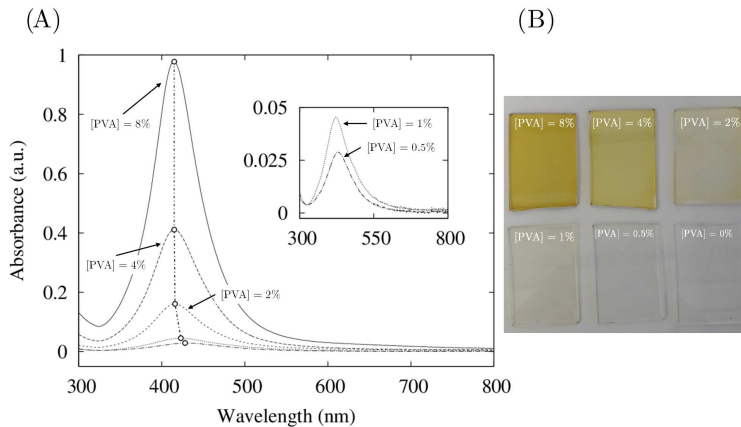 (A)
1
0.8
0.6
0.4
0.2
0
Absorbance (a.u.)
300
400
500
600
700
800
Wavelength (nm)
[PVA] = 8%
[PVA] = 4%
[PVA] = 2%
0.05
0.025
0
300
550
800
[PVA] = 1%
[PVA] = 0.5%
(B)
[PVA] = 8%
[PVA] = 4%
[PVA] = 2%
[PVA] = 1%
[PVA] = 0.5%
[PVA] = 0%